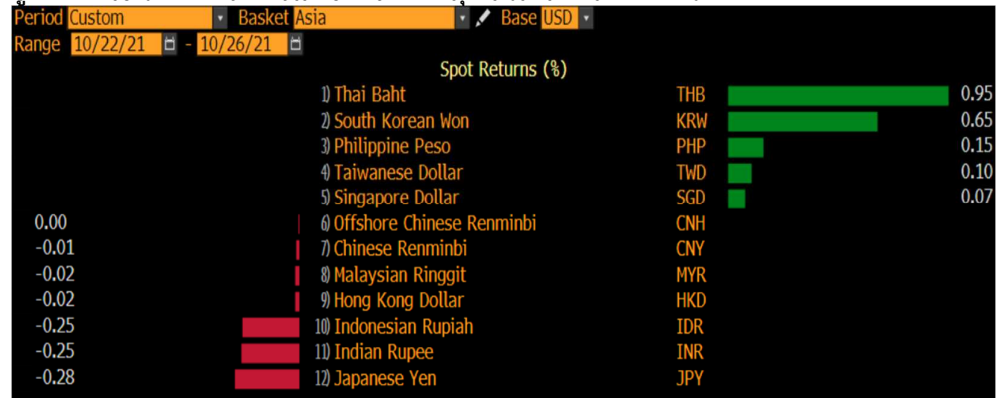 Period Custom Basket Asia Base USD
Range 10/22/21 - 10/26/21
Spot Returns (%)
1) Thai Baht THB 0.95
2) South Korean Won KRW 0.65
3) Philippine Peso PHP 0.15
4) Taiwanese Dollar TWD 0.10
5) Singapore Dollar SGD 0.07
0.00 6) Offshore Chinese Renminbi CNH
-0.01 7) Chinese Renminbi CNY
-0.02 8) Malaysian Ringgit MYR
-0.02 9) Hong Kong Dollar HKD
-0.25 10) Indonesian Rupiah IDR
-0.25 11) Indian Rupee INR
-0.28 12) Japanese Yen JPY